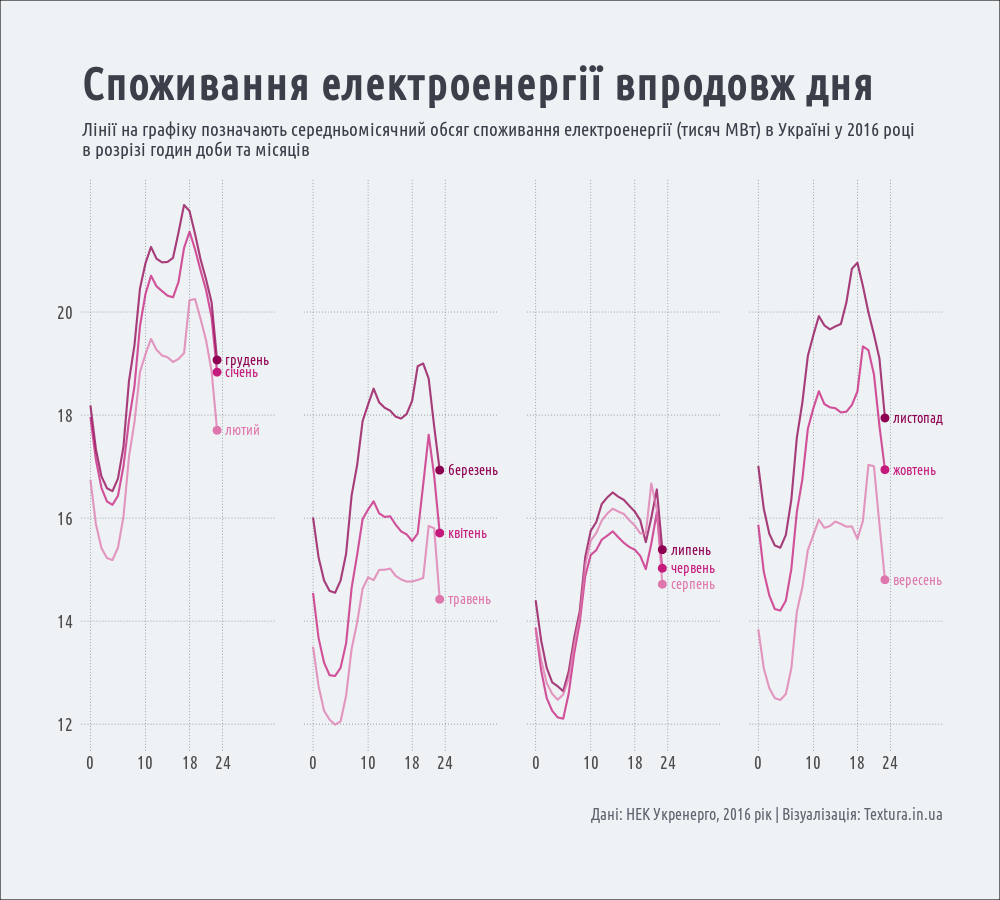 Споживання електроенергії впродовж дня
Лінії на графіку позначають середньомісячний обсяг споживання електроенергії (тисяч МВт) в Україні у 2016 році
в розрізі годин доби та місяців
20
18
16
14
12
грудень
січень
лютий
березень
квітень
травень
липень
червень
серпень
листопад
жовтень
вересень
0 10 18 24 0 10 18 24 0 10 18 24 0 10 18 24
Дані: НЕК Укренерго, 2016 рік | Візуалізація: Textura.in.ua